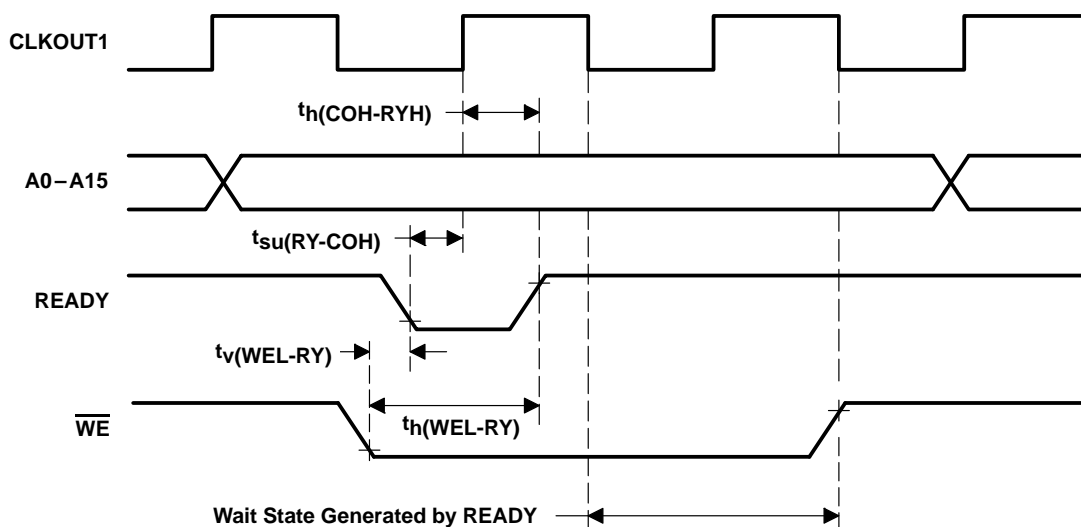 CLKOUT1
th(COH-RYH)
A0–A15
tsu(RY-COH)
READY
tv(WEL-RY)
WE
th(WEL-RY)
Wait State Generated by READY